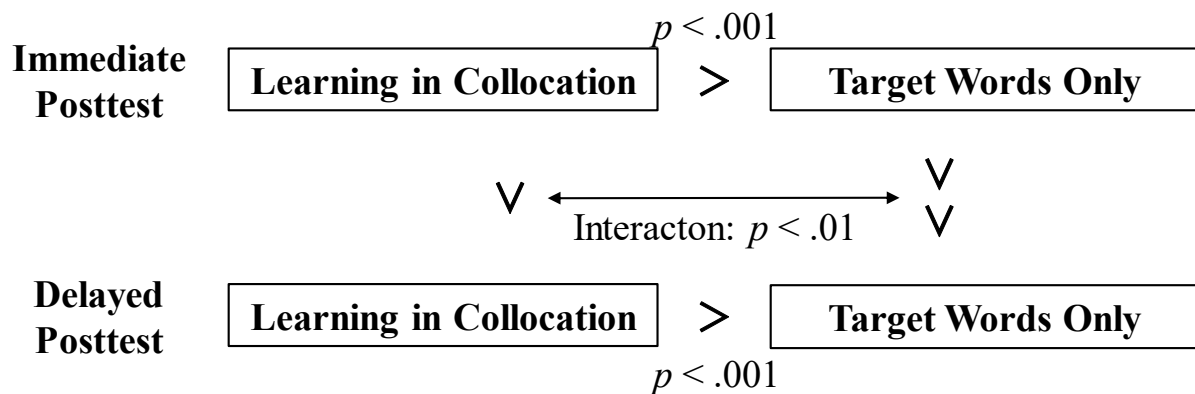 p < .001
Immediate
Posttest
Learning in Collocation > Target Words Only
>
>
>
Interacton: p < .01
Delayed
Posttest
Learning in Collocation > Target Words Only
p < .001